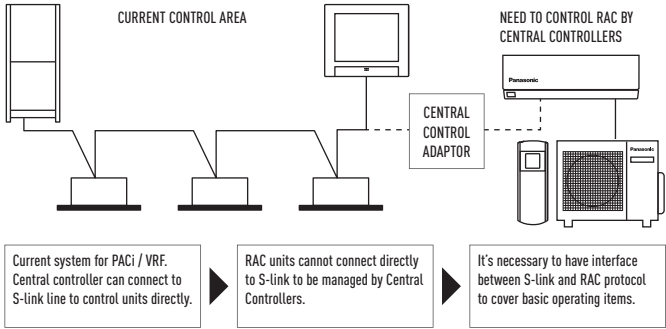 CURRENT CONTROL AREA
NEED TO CONTROL RAC BY
CENTRAL CONTROLLERS
Panasonic
CENTRAL
CONTROL
ADAPTOR
Panasonic
Current system for PACi / VRF.
Central controller can connect to
S-link line to control units directly.
RAC units cannot connect directly
to S-link to be managed by Central
Controllers.
It's necessary to have interface
between S-link and RAC protocol
to cover basic operating items.